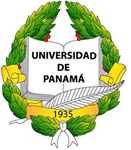 UNIVERSIDAD
DE
PANAMÁ
1935